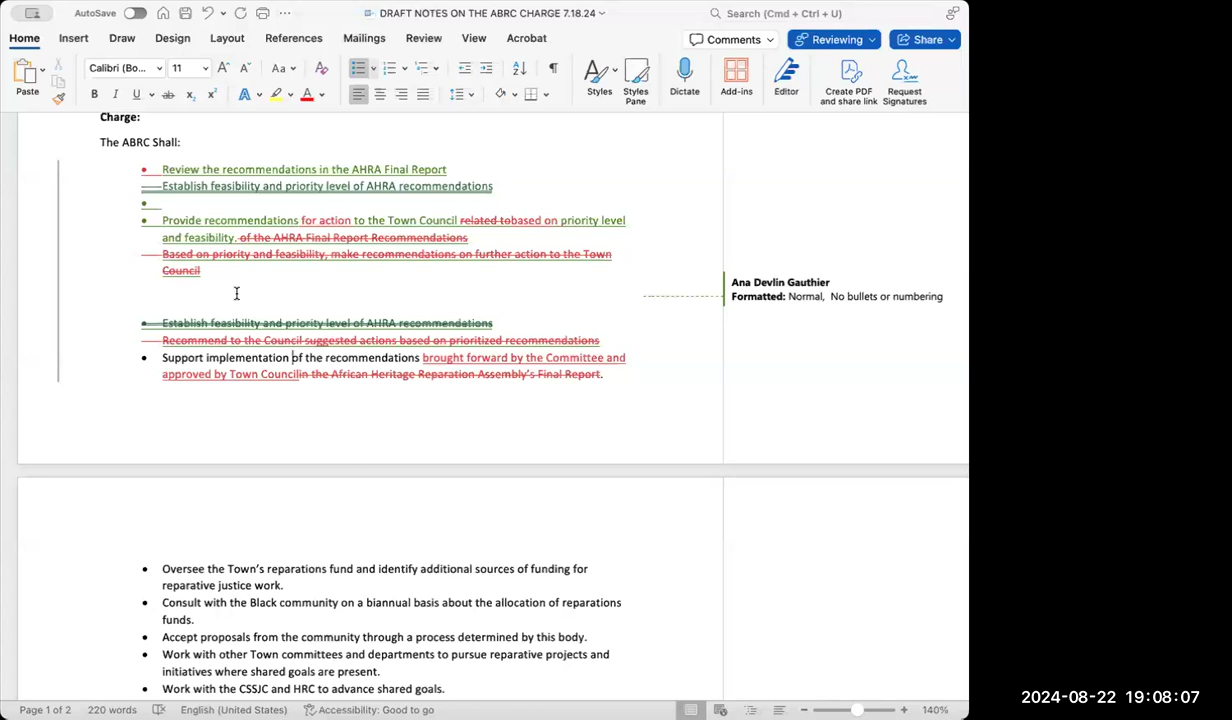 AutoSave
DRAFT NOTES ON THE ABRC CHARGE 7.18.24
Search (Cmd + Ctrl + U)
Home Insert Draw Design Layout References Mailings Review View Acrobat Comments Reviewing Share
Paste
Calibri (Bo... 11
Aa
Styles
Styles Pane
Dictate
Add-ins
Editor
Create PDF and share link
Request Signatures
Charge:
The ABRC Shall:
• Review the recommendations in the AHRA Final Report
Establish feasibility and priority level of AHRA recommendations
•
• Provide recommendations for action to the Town Council related tobased on priority level
and feasibility. of the AHRA Final Report Recommendations
Based on priority and feasibility, make recommendations on further action to the Town
Council
Ana Devlin Gauthier
Formatted: Normal, No bullets or numbering
• Establish feasibility and priority level of AHRA recommendations
Recommend to the Council suggested actions based on prioritized recommendations
• Support implementation of the recommendations brought forward by the Committee and
approved by Town Councilin the African Heritage Reparation Assembly's Final Report.
• Oversee the Town's reparations fund and identify additional sources of funding for
reparative justice work.
• Consult with the Black community on a biannual basis about the allocation of reparations
funds.
• Accept proposals from the community through a process determined by this body.
• Work with other Town committees and departments to pursue reparative projects and
initiatives where shared goals are present.
• Work with the CSSJC and HRC to advance shared goals.
Page 1 of 2 220 words English (United States) Accessibility: Good to go 140%
2024-08-22 19:08:07